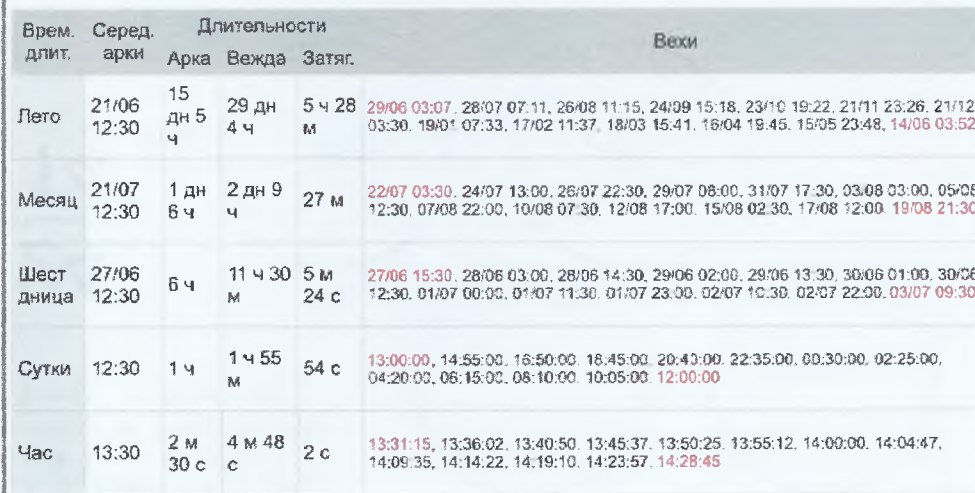 Врем. длит. Серед. арки Длительности Вехи
Арка Вежда Затяг.
Лето 21/06 12:30 15 дн 5 ч 29 дн 4 ч 5 ч 28 м 29/06 03:07, 28/07 07:11, 26/08 11:15, 24/09 15:18, 23/10 19:22, 21/11 23:26, 21/12
03:30, 19/01 07:33, 17/02 11:37, 18/03 15:41, 16/04 19:45, 15/05 23:48, 14/06 03:52
Месяц 21/07 12:30 1 дн 6 ч 2 дн 9 ч 27 м 22/07 03:30, 24/07 13:00, 26/07 22:30, 29/07 08:00, 31/07 17:30, 03/08 03:00, 05/08
12:30, 07/08 22:00, 10/08 07:30, 12/08 17:00, 15/08 02:30, 17/08 12:00, 19/08 21:30
Шест дница 27/06 12:30 6 ч 11 ч 30 м 5 м 24 с 27/06 15:30, 28/06 03:00, 28/06 14:30, 29/06 02:00, 29/06 13:30, 30/06 01:00, 30/06
12:30, 01/07 00:00, 01/07 11:30, 01/07 23:00, 02/07 10:30, 02/07 22:00, 03/07 09:30
Сутки 12:30 1 ч 1 ч 55 м 54 с 13:00:00, 14:55:00, 16:50:00, 18:45:00, 20:40:00, 22:35:00, 00:30:00, 02:25:00,
04:20:00, 06:15:00, 08:10:00, 10:05:00, 12:00:00
Час 13:30 2 м 30 с 4 м 48 с 2 с 13:31:15, 13:36:02, 13:40:50, 13:45:37, 13:50:25, 13:55:12, 14:00:00, 14:04:47,
14:09:35, 14:14:22, 14:19:10, 14:23:57, 14:28:45